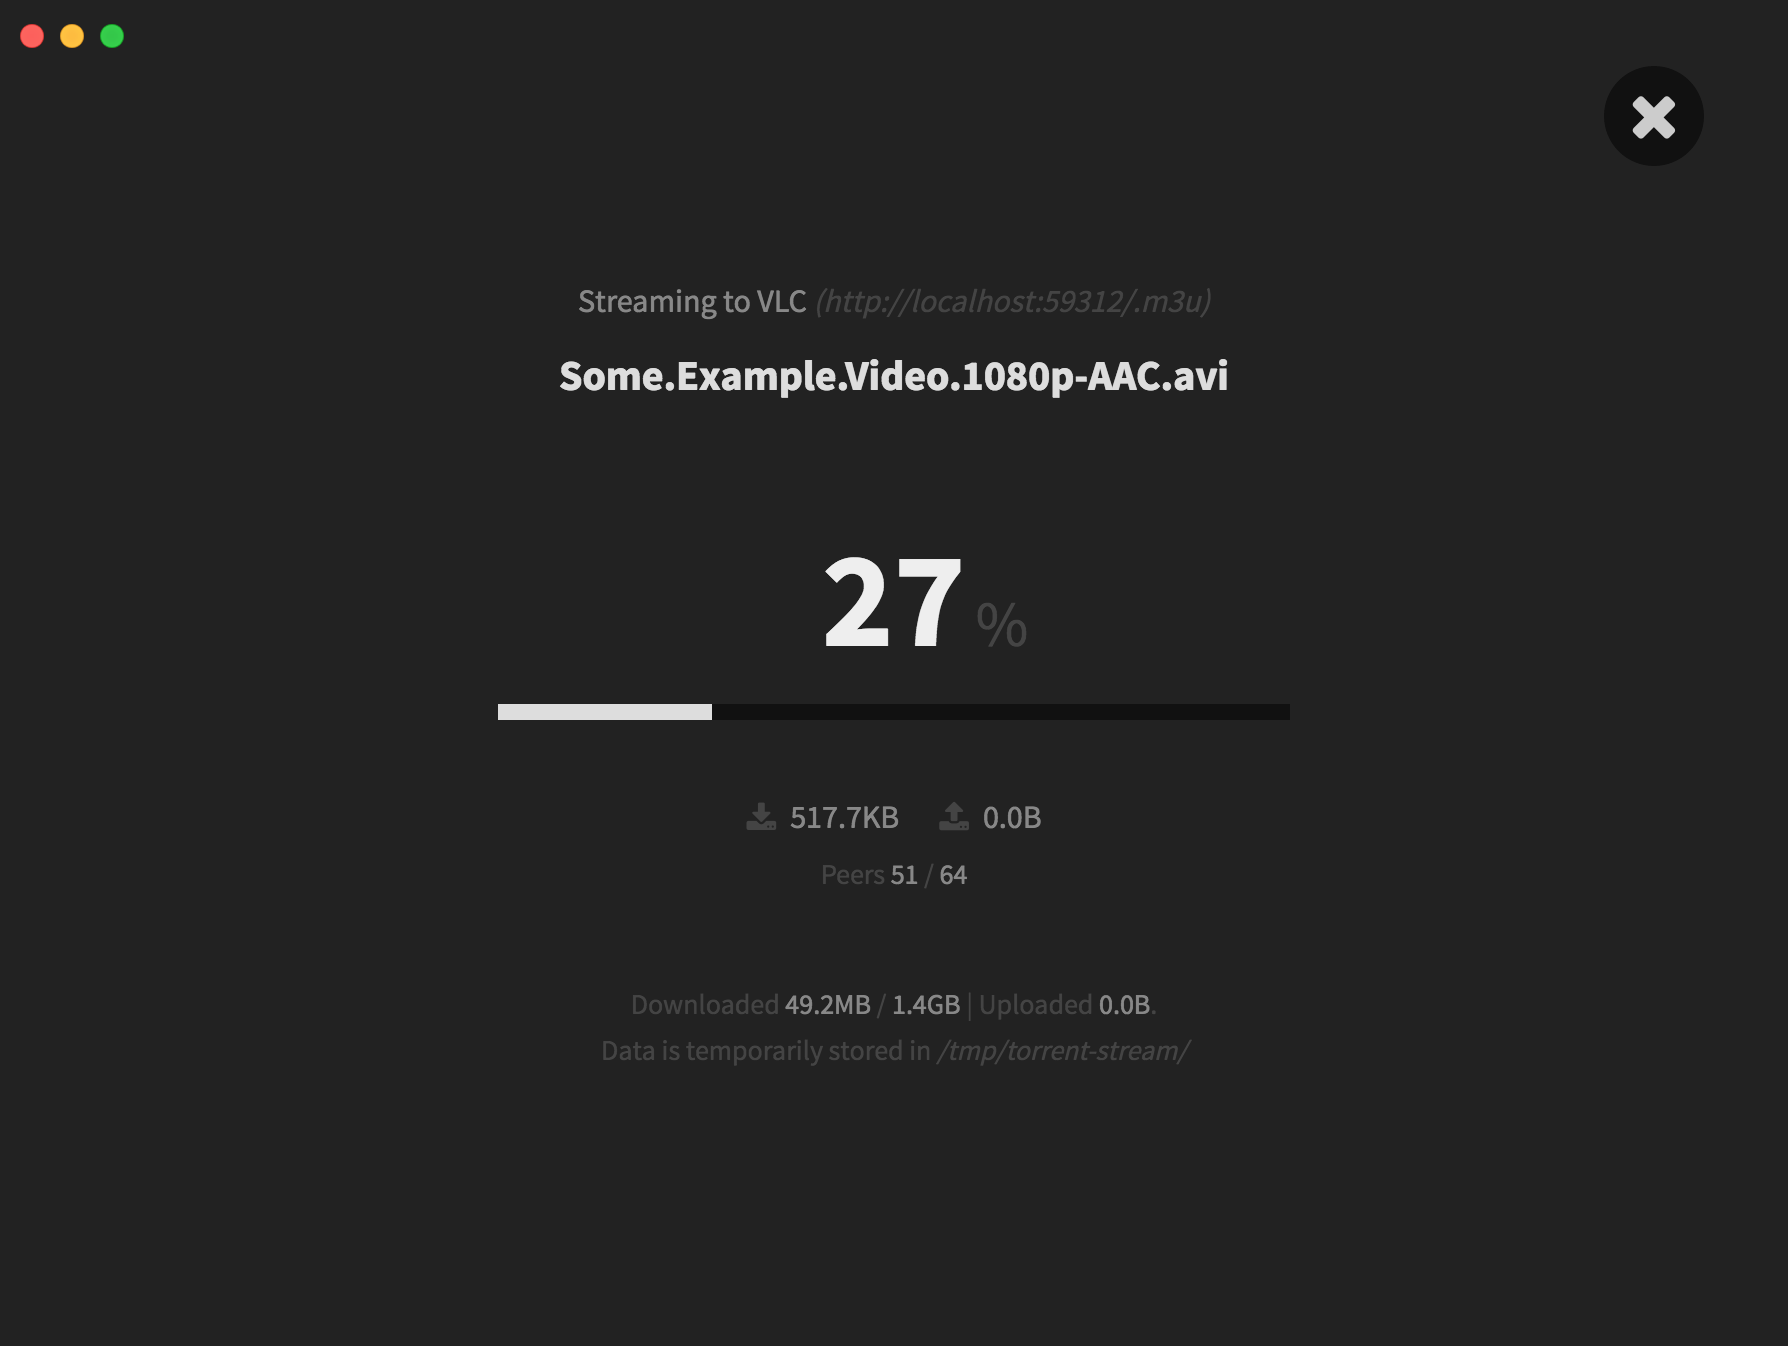 Streaming to VLC (http://localhost:59312/.m3u)
Some.Example.Video.1080p-AAC.avi
27 %
517.7KB 0.0B
Peers 51 / 64
Downloaded 49.2MB / 1.4GB | Uploaded 0.0B.
Data is temporarily stored in /tmp/torrent-stream/